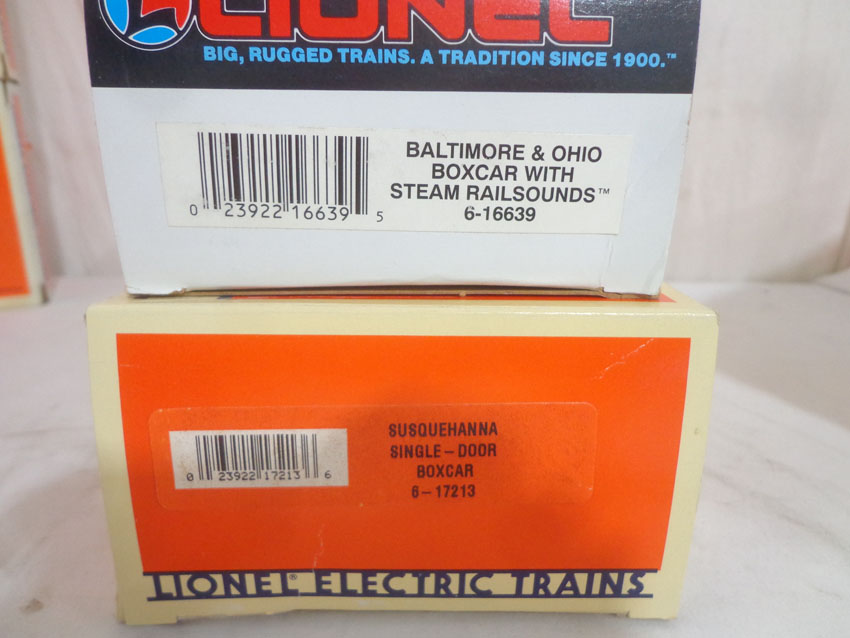 LIONEL
BIG, RUGGED TRAINS. A TRADITION SINCE 1900.™
BALTIMORE & OHIO
BOXCAR WITH
STEAM RAILSOUNDS™
6-16639
0 23922 16639 5
SUSQUEHANNA
SINGLE-DOOR
BOXCAR
6-17213
0 23922 17213 6
LIONEL® ELECTRIC TRAINS